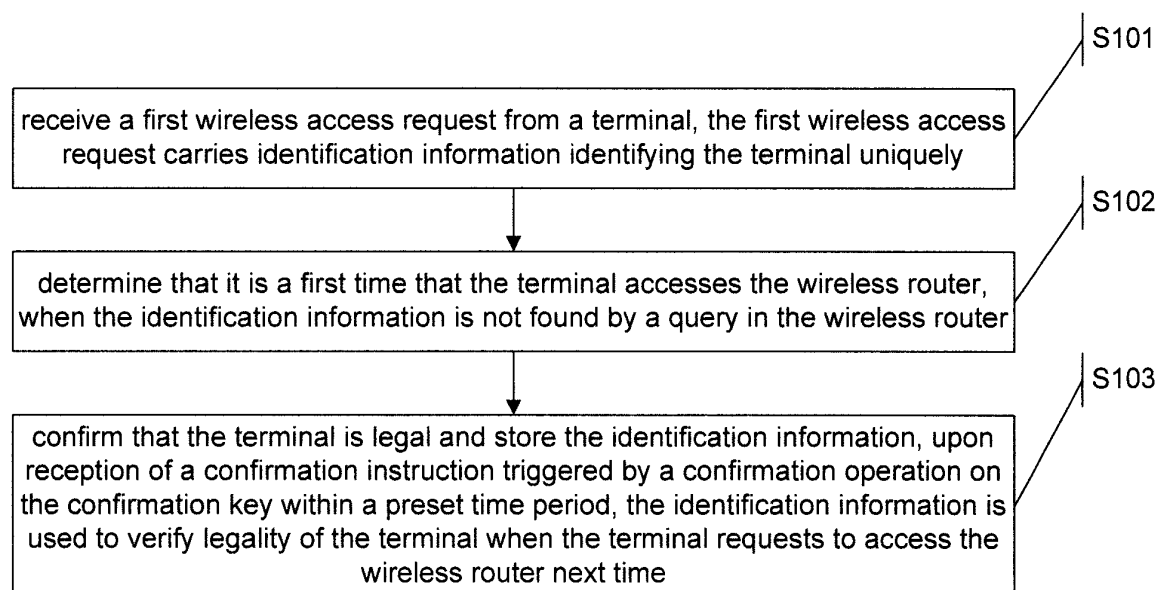 S101
receive a first wireless access request from a terminal, the first wireless access
request carries identification information identifying the terminal uniquely
S102
determine that it is a first time that the terminal accesses the wireless router,
when the identification information is not found by a query in the wireless router
S103
confirm that the terminal is legal and store the identification information, upon
reception of a confirmation instruction triggered by a confirmation operation on
the confirmation key within a preset time period, the identification information is
used to verify legality of the terminal when the terminal requests to access the
wireless router next time